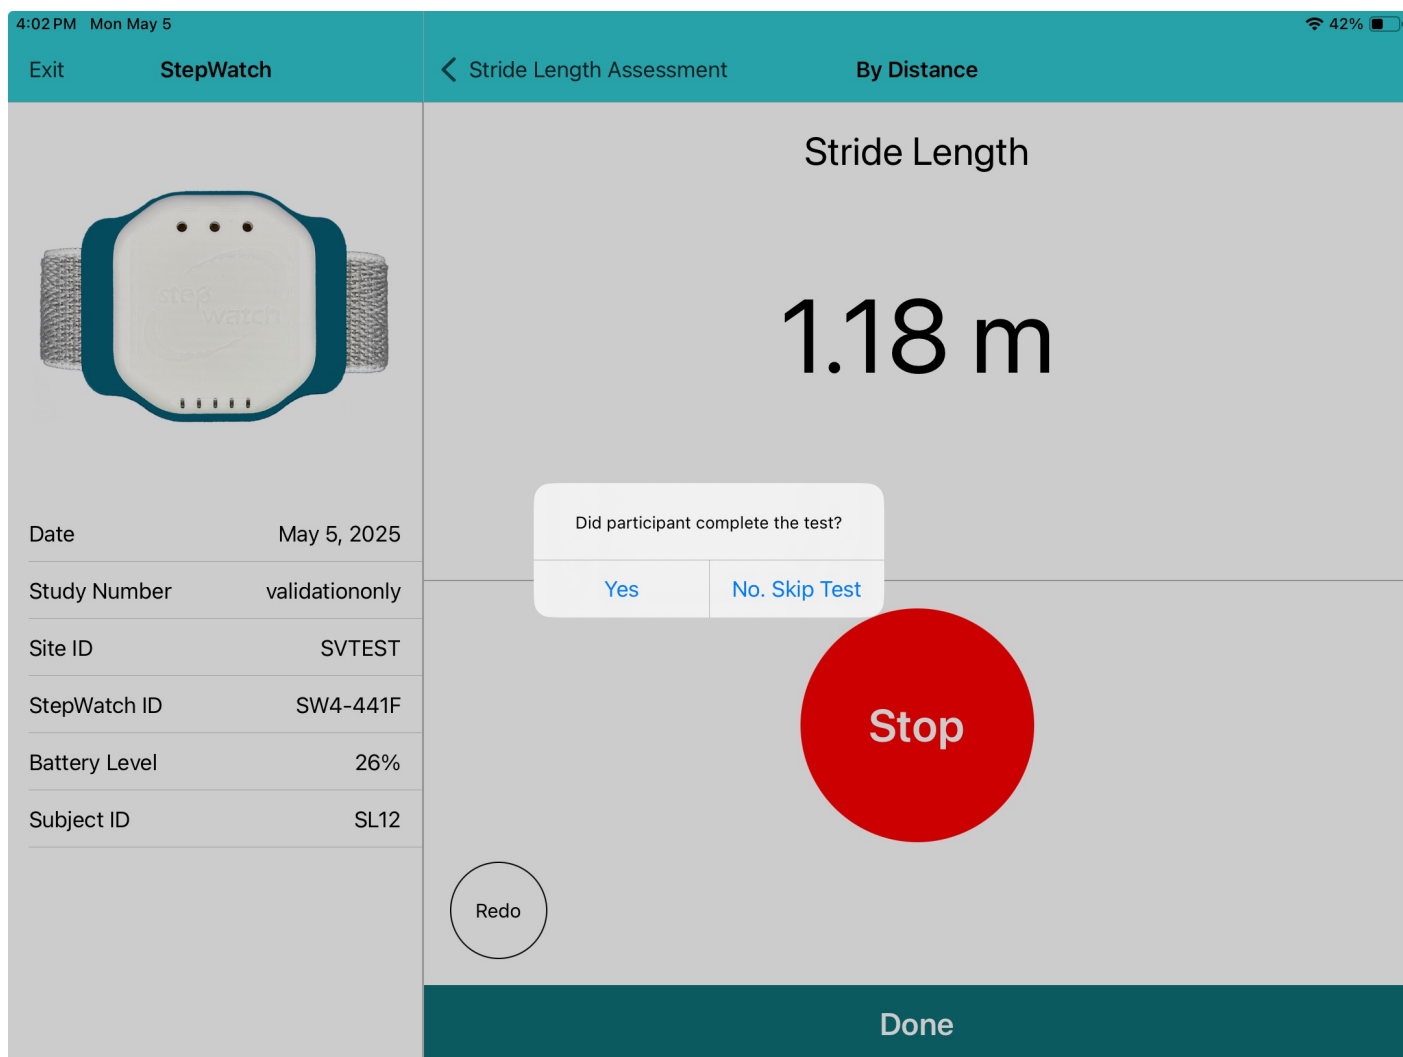 4:02 PM Mon May 5
42%
Exit
StepWatch
Stride Length Assessment
By Distance
Stride Length
1.18 m
step
watch
Did participant complete the test?
Yes
No. Skip Test
Date
May 5, 2025
Study Number
validationonly
Site ID
SVTEST
StepWatch ID
SW4-441F
Battery Level
26%
Subject ID
SL12
Stop
Redo
Done